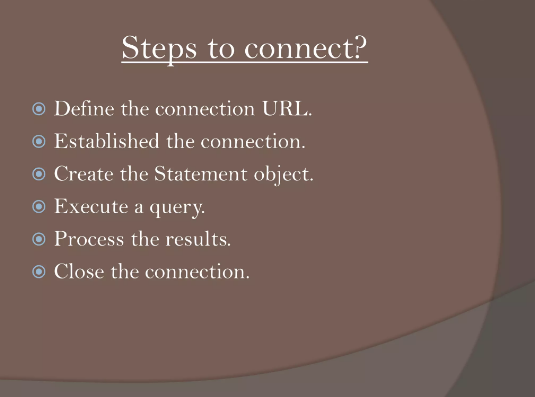 Steps to connect?
Define the connection URL.
Established the connection.
Create the Statement object.
Execute a query.
Process the results.
Close the connection.